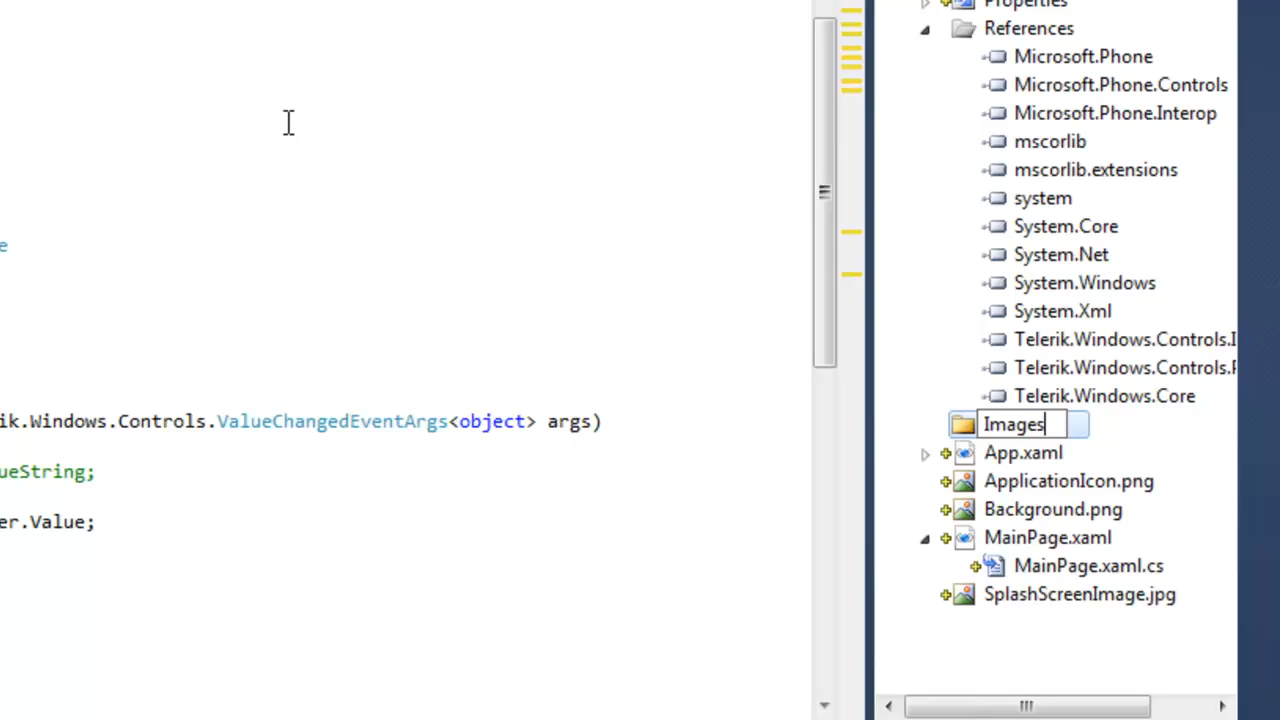 Properties
References
Microsoft.Phone
Microsoft.Phone.Controls
Microsoft.Phone.Interop
mscorlib
mscorlib.extensions
system
System.Core
e
System.Net
System.Windows
System.Xml
Telerik.Windows.Controls.I
Telerik.Windows.Controls.
Telerik.Windows.Core
ik.Windows.Controls.ValueChangedEventArgs<object> args)
Images
App.xaml
ueString;
ApplicationIcon.png
Background.png
er.Value;
MainPage.xaml
MainPage.xaml.cs
SplashScreenImage.jpg